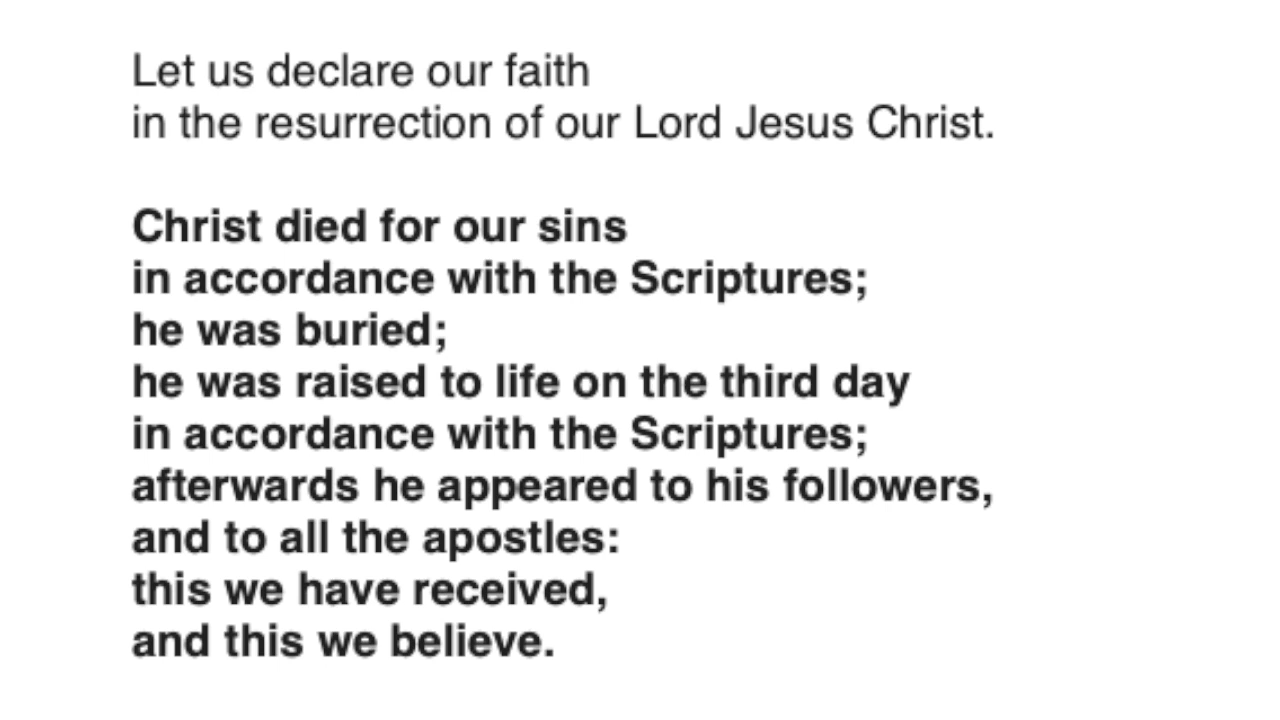 Let us declare our faith
in the resurrection of our Lord Jesus Christ.
Christ died for our sins
in accordance with the Scriptures;
he was buried;
he was raised to life on the third day
in accordance with the Scriptures;
afterwards he appeared to his followers,
and to all the apostles:
this we have received,
and this we believe.